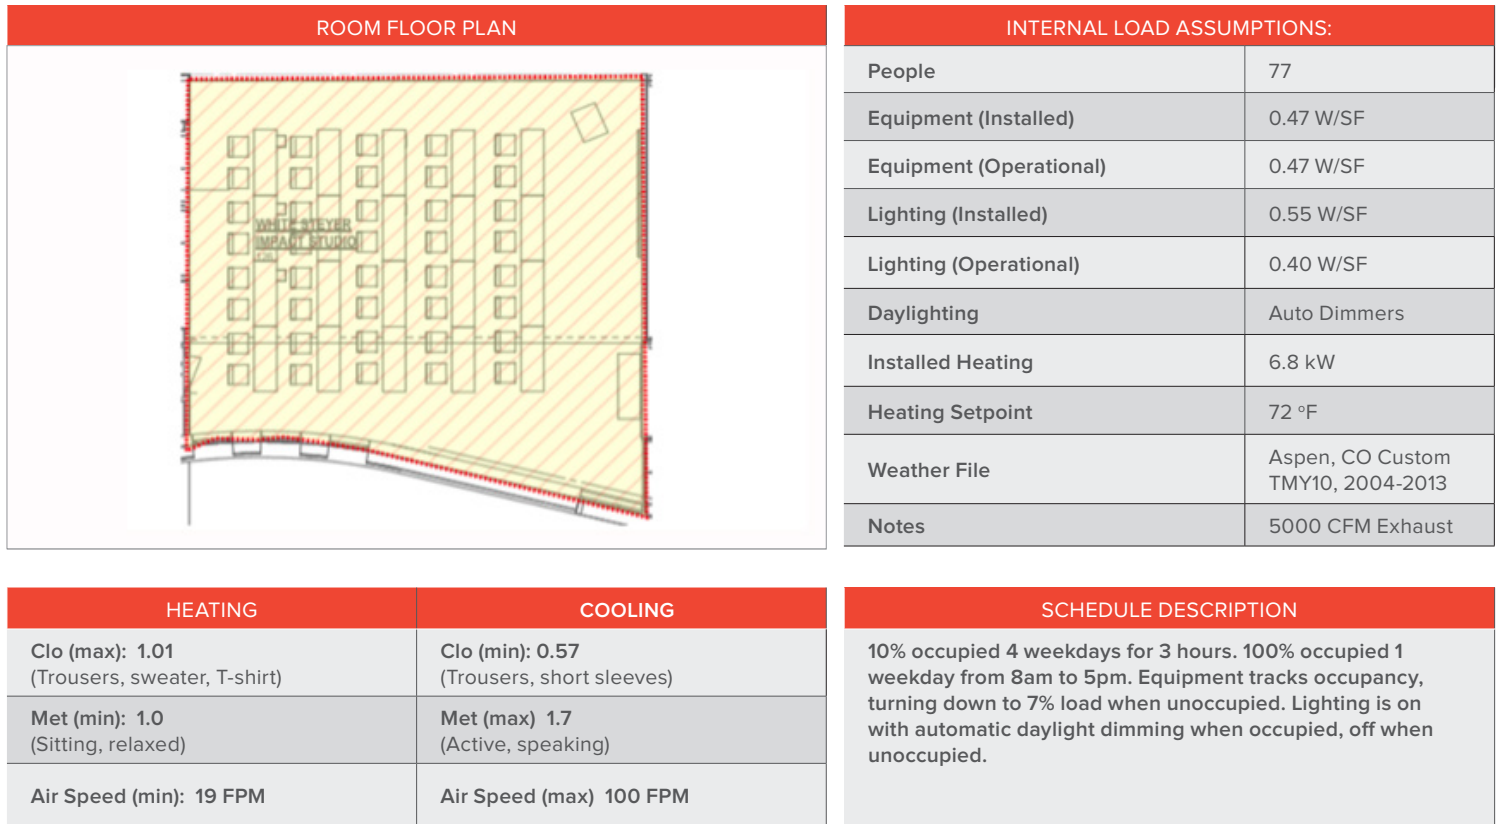 ROOM FLOOR PLAN
WHITE STEYER
IMPACT STUDIO
INTERNAL LOAD ASSUMPTIONS:
People 77
Equipment (Installed) 0.47 W/SF
Equipment (Operational) 0.47 W/SF
Lighting (Installed) 0.55 W/SF
Lighting (Operational) 0.40 W/SF
Daylighting Auto Dimmers
Installed Heating 6.8 kW
Heating Setpoint 72 °F
Weather File Aspen, CO Custom
TMY10, 2004-2013
Notes 5000 CFM Exhaust
HEATING COOLING
Clo (max): 1.01 Clo (min): 0.57
(Trousers, sweater, T-shirt) (Trousers, short sleeves)
Met (min): 1.0 Met (max) 1.7
(Sitting, relaxed) (Active, speaking)
Air Speed (min): 19 FPM Air Speed (max) 100 FPM
SCHEDULE DESCRIPTION
10% occupied 4 weekdays for 3 hours. 100% occupied 1
weekday from 8am to 5pm. Equipment tracks occupancy,
turning down to 7% load when unoccupied. Lighting is on
with automatic daylight dimming when occupied, off when
unoccupied.